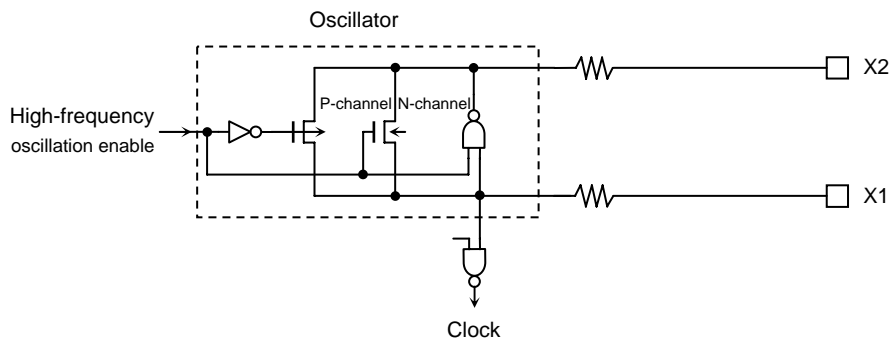 Oscillator
X2
P-channel
N-channel
High-frequency
oscillation enable
X1
Clock